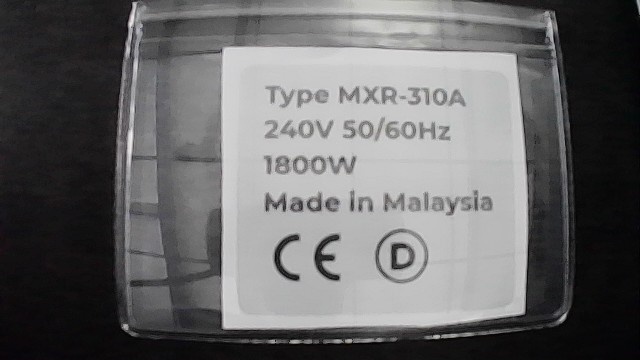 Type MXR-310A
240V 50/60Hz
1800W
Made in Malaysia
CE D